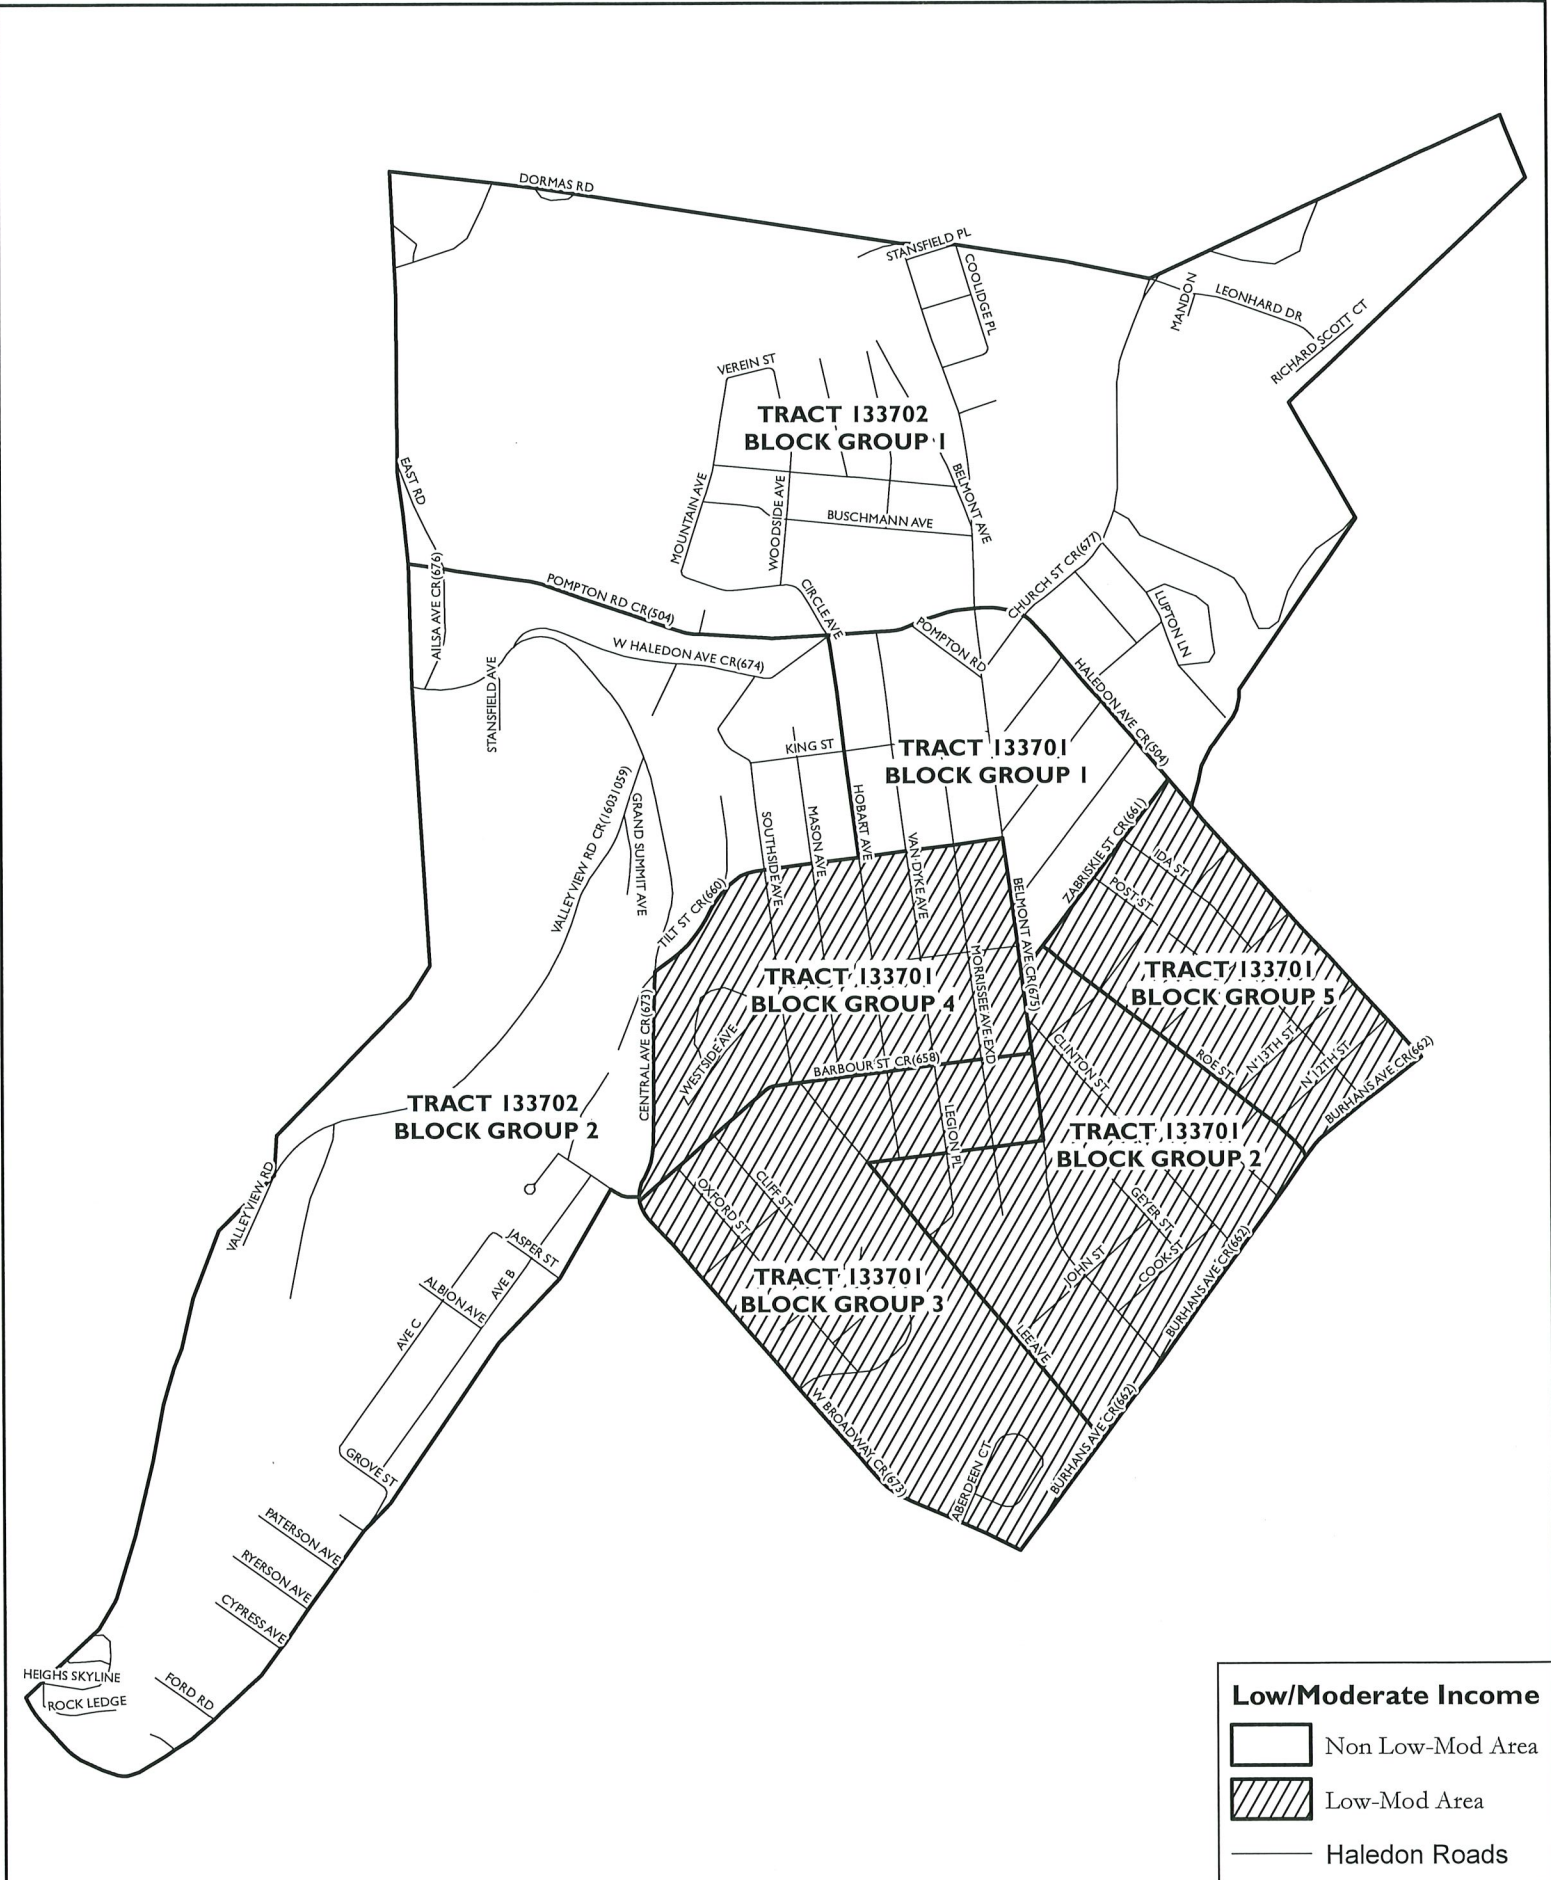 DORMAS RD
STANSFIELD PL
COOLIDGE PL
MANDON
LEONHARD DR
RICHARD SCOTT CT
VEREIN ST
TRACT 133702
BLOCK GROUP 1
EAST RD
MOUNTAIN AVE
WOODSIDE AVE
BUSCHMANN AVE
BELMONT AVE
CHURCH ST CR(677)
AILSA AVE CR(676)
POMPTON RD CR(504)
CIRCLE AVE
LUPTON LN
W HALEDON AVE CR(674)
POMPTON RD
STANSFIELD AVE
HALEDON AVE CR(504)
KING ST
TRACT 133701
BLOCK GROUP 1
VALLEY VIEW RD CR(16031059)
GRAND SUMMIT AVE
SOUTHSIDE AVE
MASON AVE
HOBART AVE
VAN DYKE AVE
ZABRISKIE ST CR(661)
IDA ST
POST ST
TILT ST CR(660)
BELMONT AVE CR(675)
MORRISSEE AVE EXD
TRACT 133701
BLOCK GROUP 4
TRACT 133701
BLOCK GROUP 5
CENTRAL AVE CR(673)
WESTSIDE AVE
BARBOUR ST CR(658)
CLINTON ST
ROE ST
N 13TH ST
N 12TH ST
BURHANS AVE CR(662)
TRACT 133702
BLOCK GROUP 2
LEGION PL
TRACT 133701
BLOCK GROUP 2
VALLEY VIEW RD
OXFORD ST
CLIFF ST
GEYER ST
JOHN ST
COOK ST
BURHANS AVE CR(662)
JASPER ST
ALBION AVE
AVE B
AVE C
TRACT 133701
BLOCK GROUP 3
LEE AVE
W BROADWAY CR(673)
BURHANS AVE CR(662)
ABERDEEN CT
GROVE ST
PATERSON AVE
RYERSON AVE
CYPRESS AVE
HEIGHS SKYLINE
ROCK LEDGE
FORD RD
Low/Moderate Income
Non Low-Mod Area
Low-Mod Area
Haledon Roads